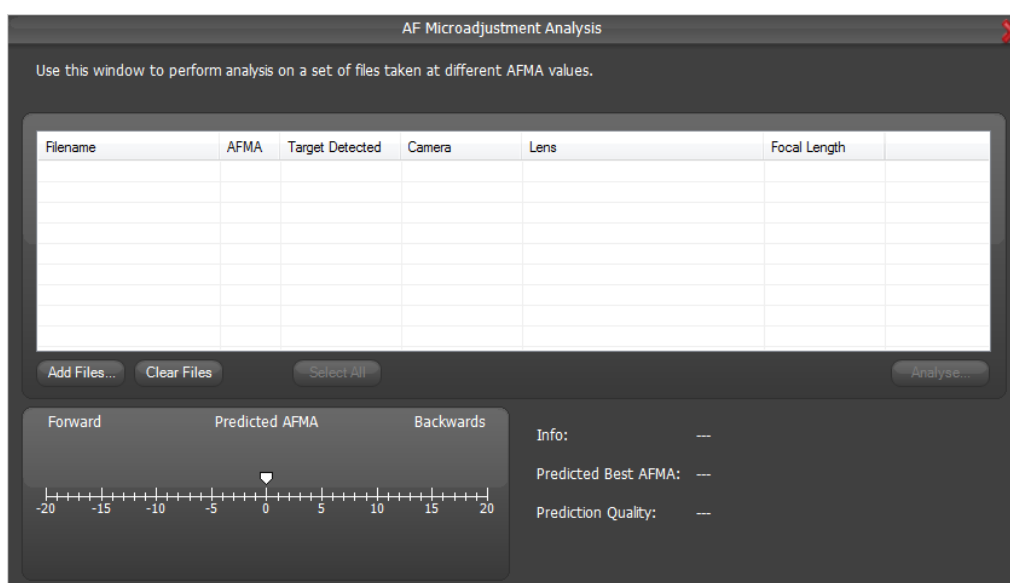 AF Microadjustment Analysis
Use this window to perform analysis on a set of files taken at different AFMA values.
Filename AFMA Target Detected Camera Lens Focal Length
Add Files... Clear Files Select All Analyse...
Forward Predicted AFMA Backwards
-20 -15 -10 -5 0 5 10 15 20
Info: ---
Predicted Best AFMA: ---
Prediction Quality: ---